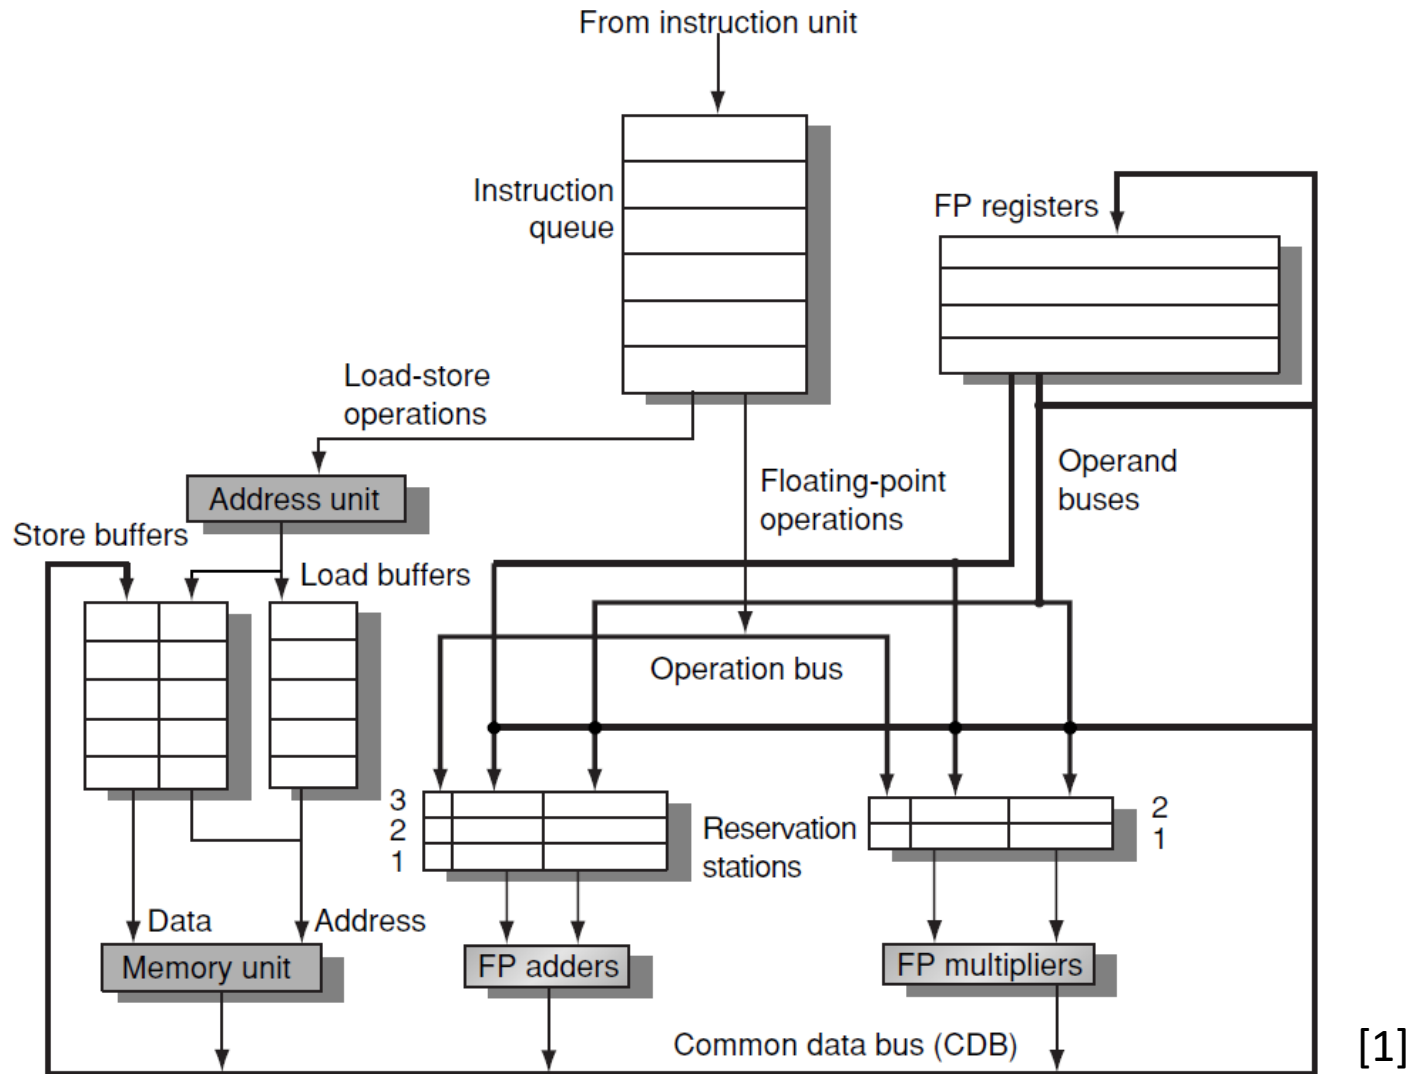 From instruction unit
Instruction
queue
FP registers
Load-store
operations
Operand
buses
Floating-point
operations
Address unit
Store buffers
Load buffers
Operation bus
3
2
1
Reservation
stations
2
1
Data
Address
Memory unit
FP adders
FP multipliers
Common data bus (CDB)
[1]